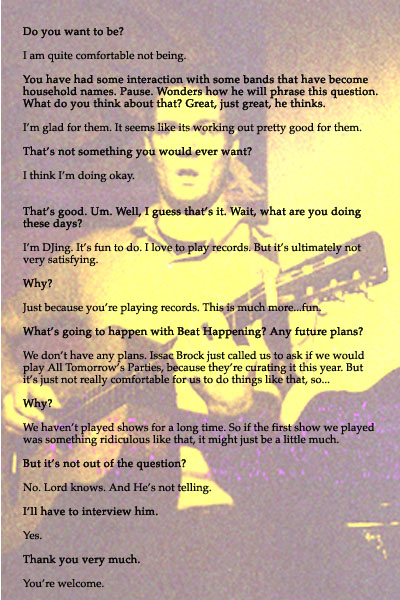 Do you want to be?
I am quite comfortable not being.
You have had some interaction with some bands that have become
household names. Pause. Wonders how he will phrase this question.
What do you think about that? Great, just great, he thinks.
I'm glad for them. It seems like its working out pretty good for them.
That's not something you would ever want?
I think I'm doing okay.
That's good. Um. Well, I guess that's it. Wait, what are you doing
these days?
I'm DJing. It's fun to do. I love to play records. But it's ultimately not
very satisfying.
Why?
Just because you're playing records. This is much more...fun.
What's going to happen with Beat Happening? Any future plans?
We don't have any plans. Issac Brock just called us to ask if we would
play All Tomorrow's Parties, because they're curating it this year. But
it's just not really comfortable for us to do things like that, so...
Why?
We haven't played shows for a long time. So if the first show we played
was something ridiculous like that, it might just be a little much.
But it's not out of the question?
No. Lord knows. And He's not telling.
I'll have to interview him.
Yes.
Thank you very much.
You're welcome.